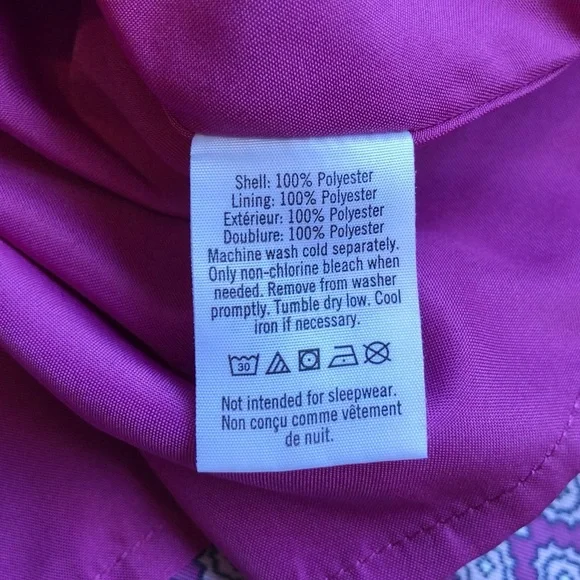 Shell: 100% Polyester
Lining: 100% Polyester
Extérieur: 100% Polyester
Doublure: 100% Polyester
Machine wash cold separately.
Only non-chlorine bleach when
needed. Remove from washer
promptly. Tumble dry low. Cool
iron if necessary.
30
Not intended for sleepwear.
Non conçu comme vêtement
de nuit.